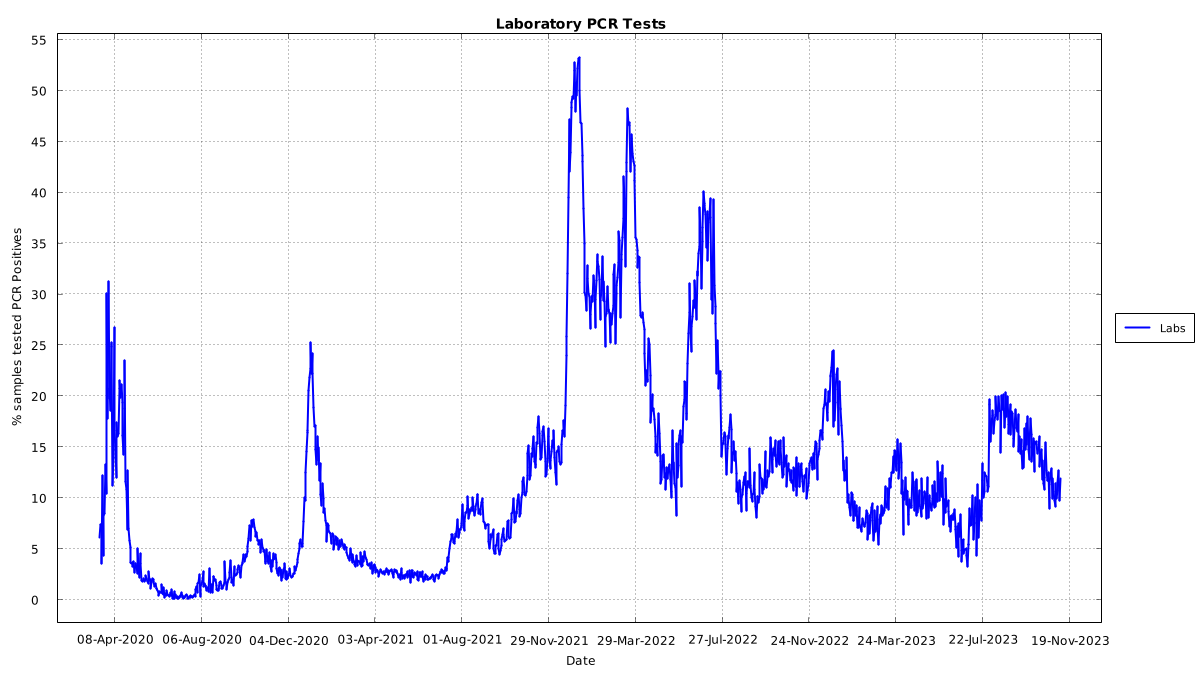 Laboratory PCR Tests
% samples tested PCR Positives
55
50
45
40
35
30
25
20
15
10
5
0
08-Apr-2020 06-Aug-2020 04-Dec-2020 03-Apr-2021 01-Aug-2021 29-Nov-2021 29-Mar-2022 27-Jul-2022 24-Nov-2022 24-Mar-2023 22-Jul-2023 19-Nov-2023
Date
Labs